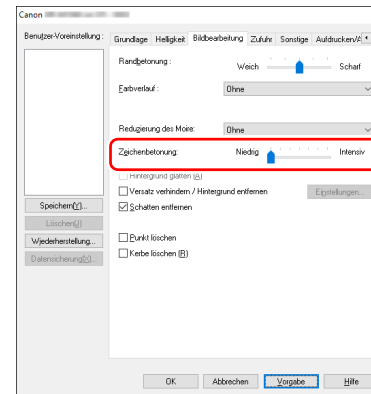 Canon
Benutzer-Voreinstellung :
Grundlage Helligkeit Bildbearbeitung Zufuhr Sonstige Aufdrucken/A
Randbetonung : Weich Scharf
Farbverlauf : Ohne
Reduzierung des Moire: Ohne
Zeichenbetonung: Niedrig Intensiv
Hintergrund glätten (A)
Versatz verhindern / Hintergrund entfernen Einstellungen...
Schatten entfernen
Punkt löschen
Kerbe löschen (R)
Speichern(Y)...
Löschen(J)
Wiederherstellung...
Datensicherung(X)...
OK Abbrechen Vorgabe Hilfe